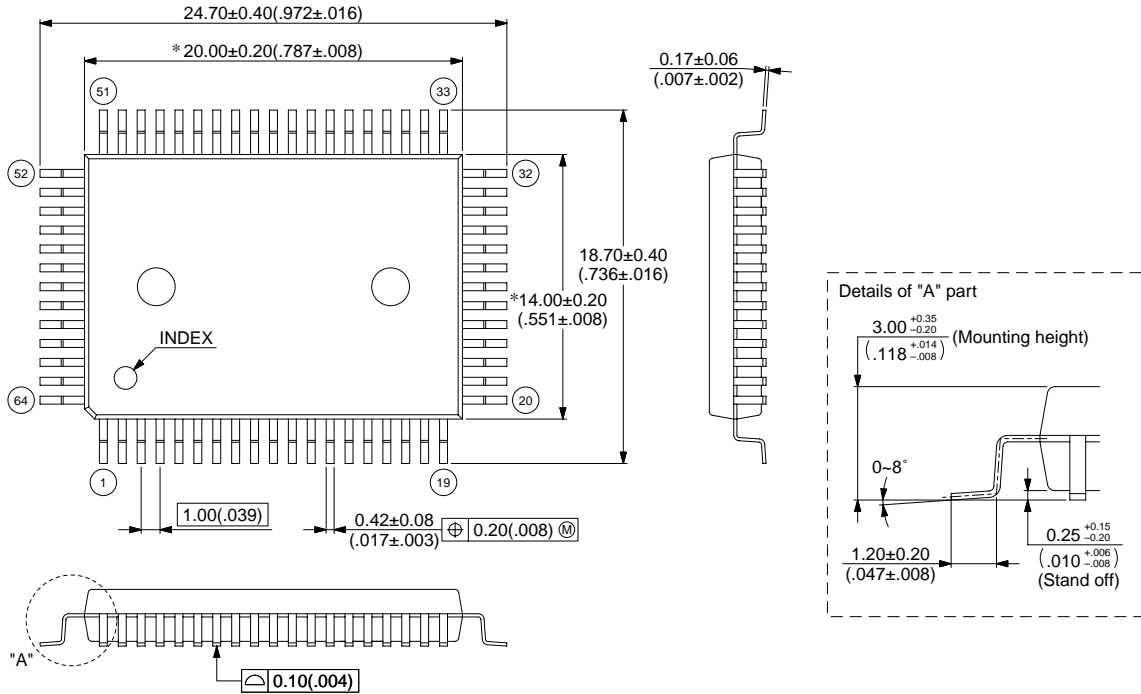 24.70±0.40(.972±.016)
*20.00±0.20(.787±.008)
0.17±0.06
(.007±.002)
51
33
52
32
18.70±0.40
(.736±.016)
*14.00±0.20
(.551±.008)
INDEX
64
20
1
19
1.00(.039)
0.42±0.08
(.017±.003)
⌖ 0.20(.008) Ⓜ
"A"
⌓ 0.10(.004)
Details of "A" part
3.00 +0.35 −0.20 (Mounting height)
(.118 +.014 −.008)
0~8°
1.20±0.20
(.047±.008)
0.25 +0.15 −0.20
(.010 +.006 −.008)
(Stand off)